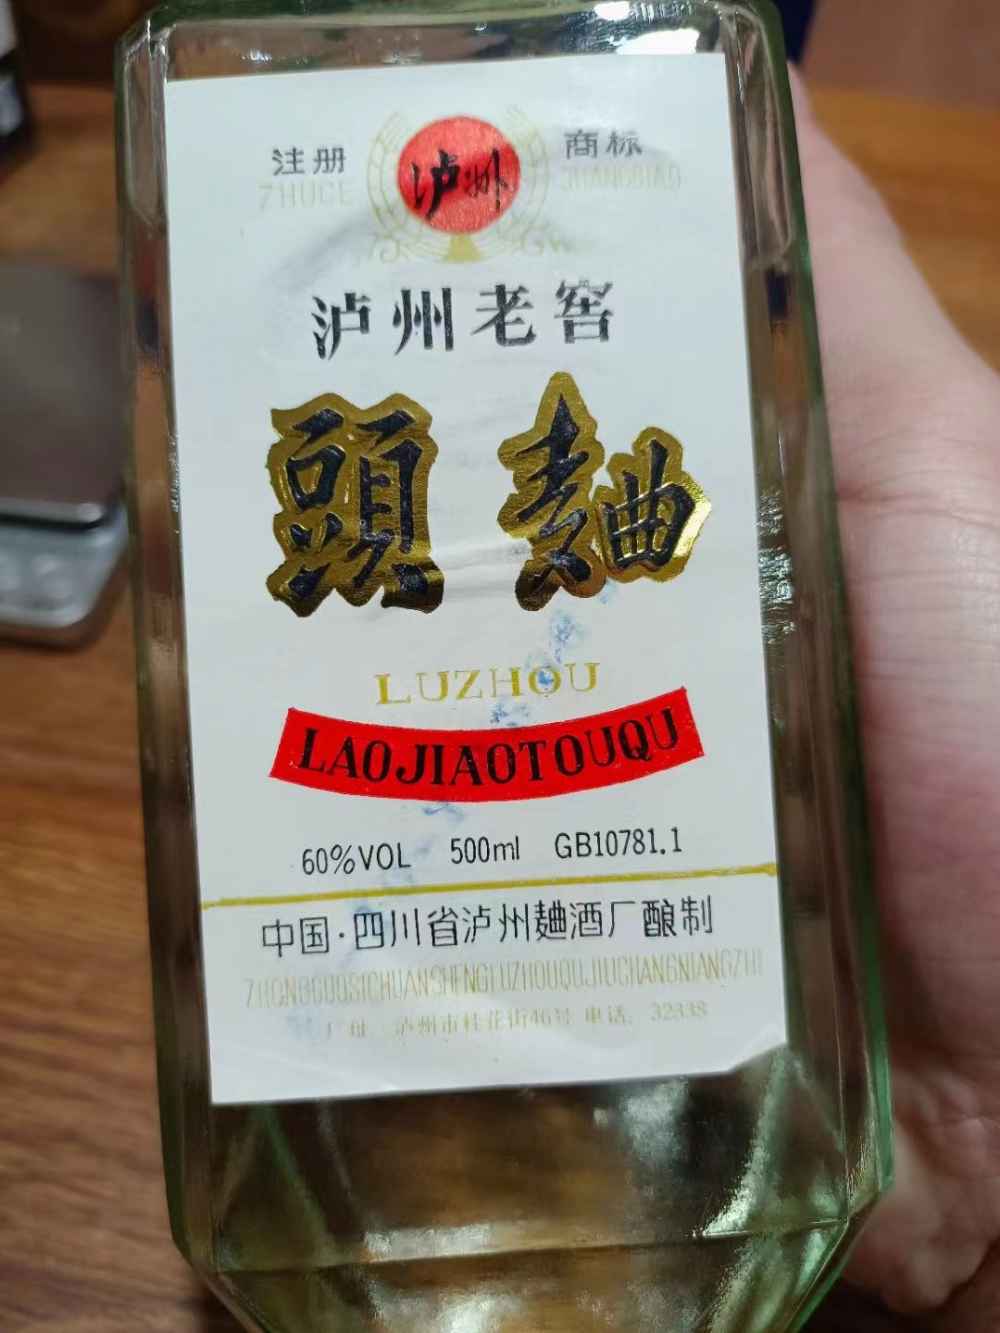 注册 泸州 商标
ZHUCE
泸州老窖
頭麯
LUZHOU
LAOJIAOTOUQU
60%VOL 500ml GB10781.1
中国·四川省泸州麯酒厂酿制
ZHONGGUOSICHUANSHENGLUZHOUQUJIUCHANGNIANGZHI
厂址: 泸州市桂花街46号 电话: 32338